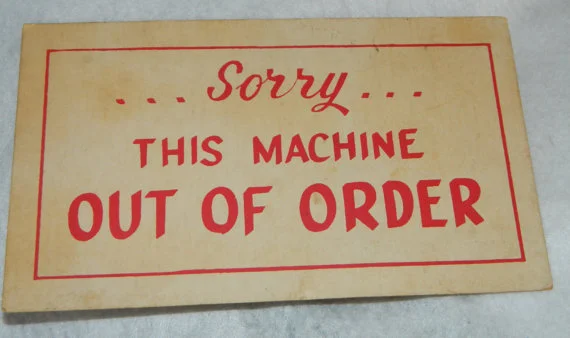 ... Sorry ...
THIS MACHINE
OUT OF ORDER